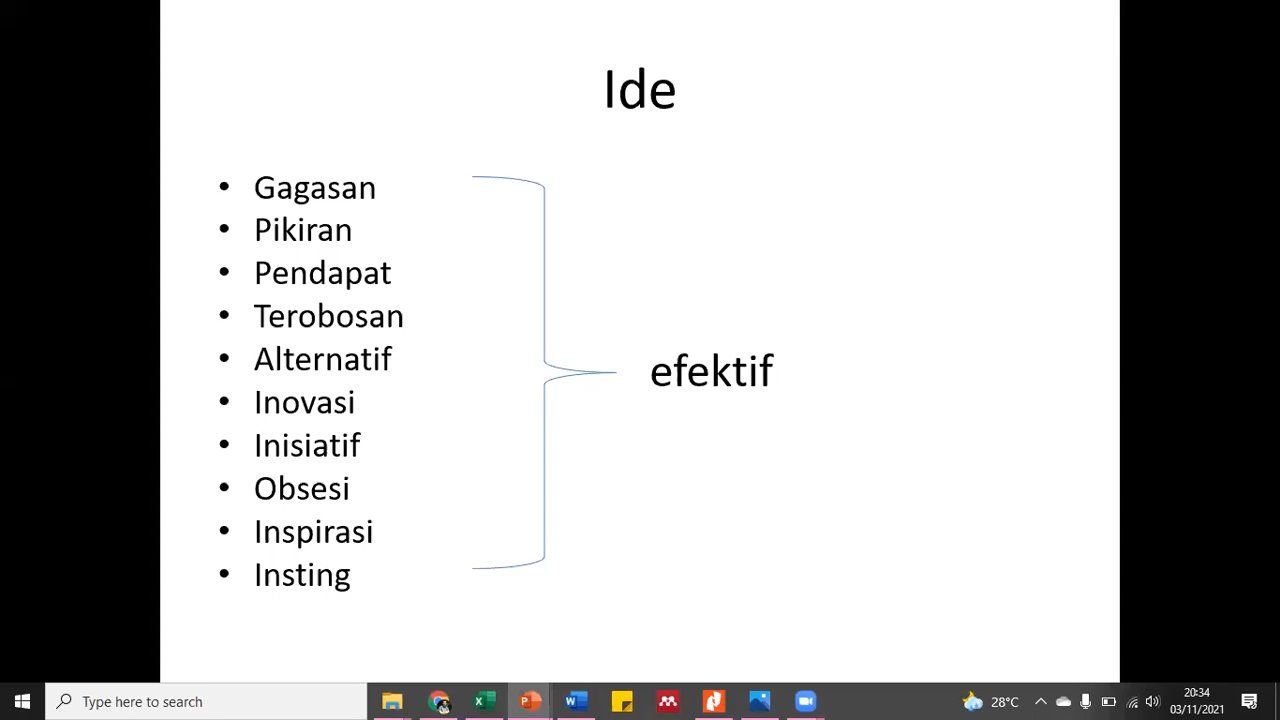 Ide
• Gagasan
• Pikiran
• Pendapat
• Terobosan
• Alternatif
• Inovasi
• Inisiatif
• Obsesi
• Inspirasi
• Insting
efektif
Type here to search
28°C
20:34
03/11/2021